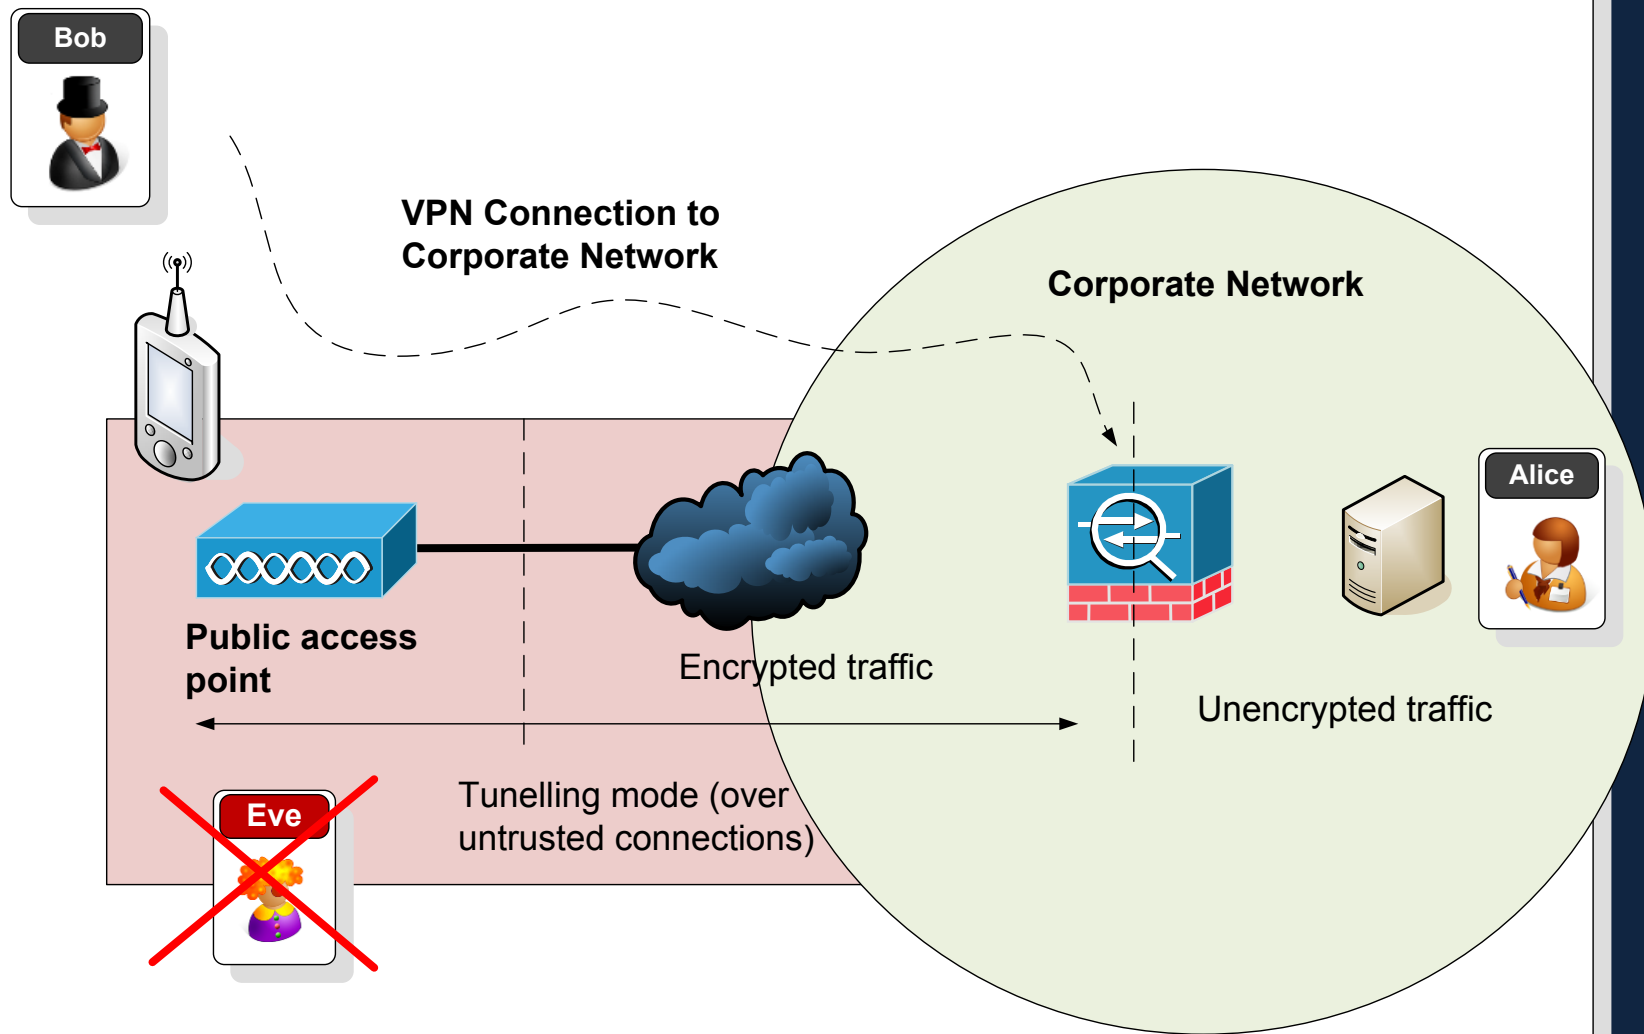 Bob
VPN Connection to
Corporate Network
Corporate Network
Alice
Public access
point
Encrypted traffic
Unencrypted traffic
Tunelling mode (over
untrusted connections)
Eve